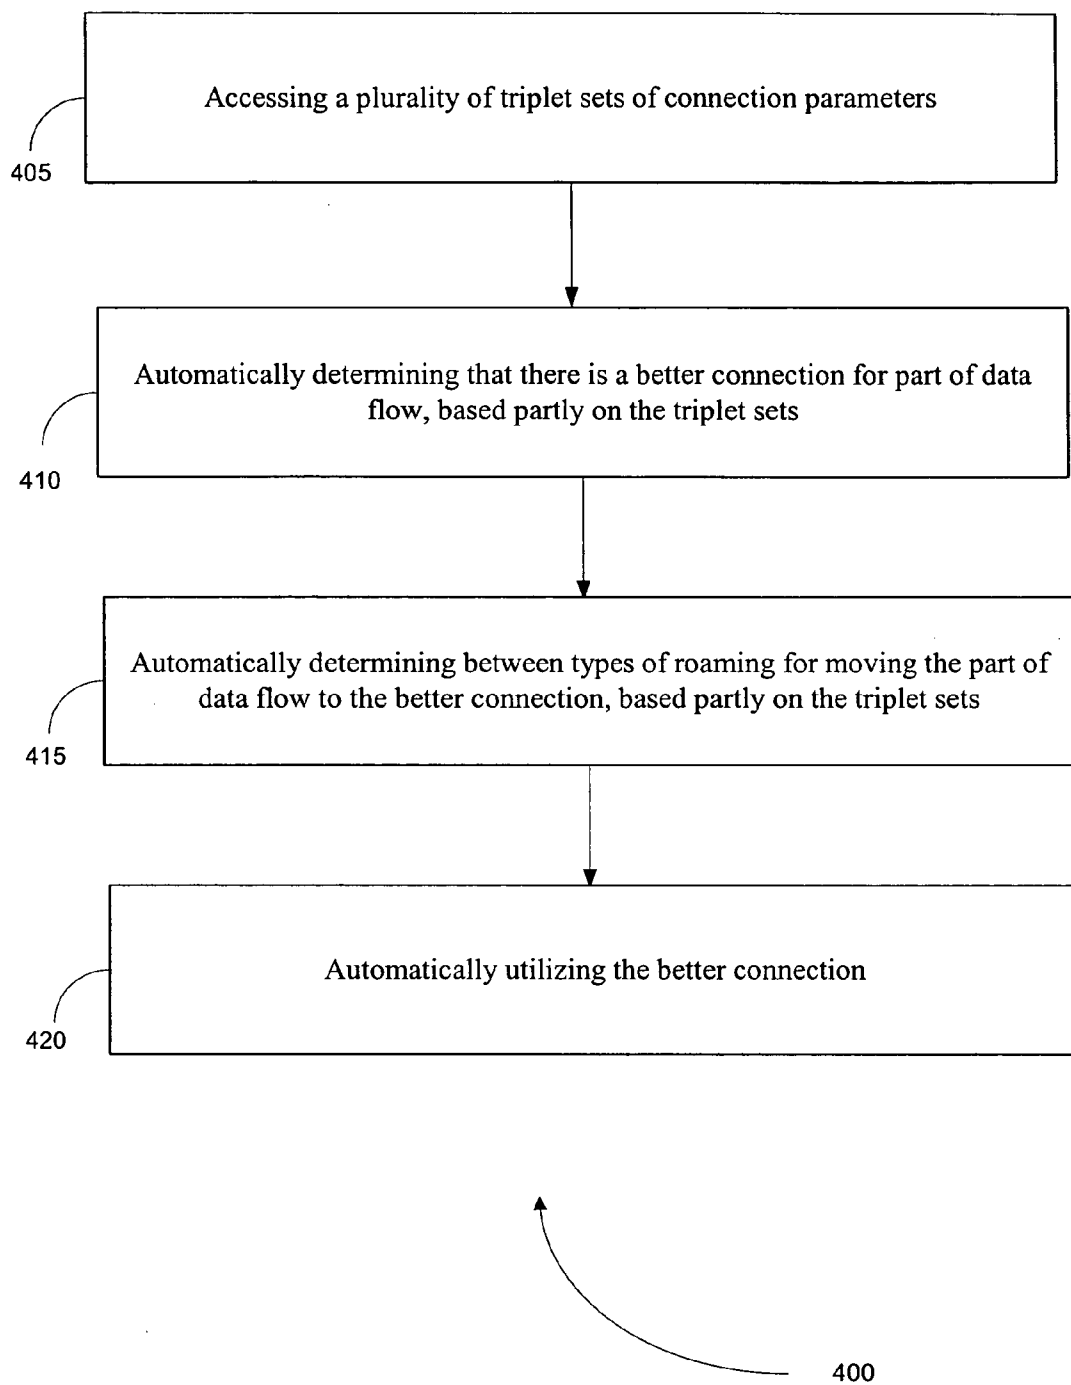 Accessing a plurality of triplet sets of connection parameters
405
Automatically determining that there is a better connection for part of data
flow, based partly on the triplet sets
410
Automatically determining between types of roaming for moving the part of
data flow to the better connection, based partly on the triplet sets
415
Automatically utilizing the better connection
420
400